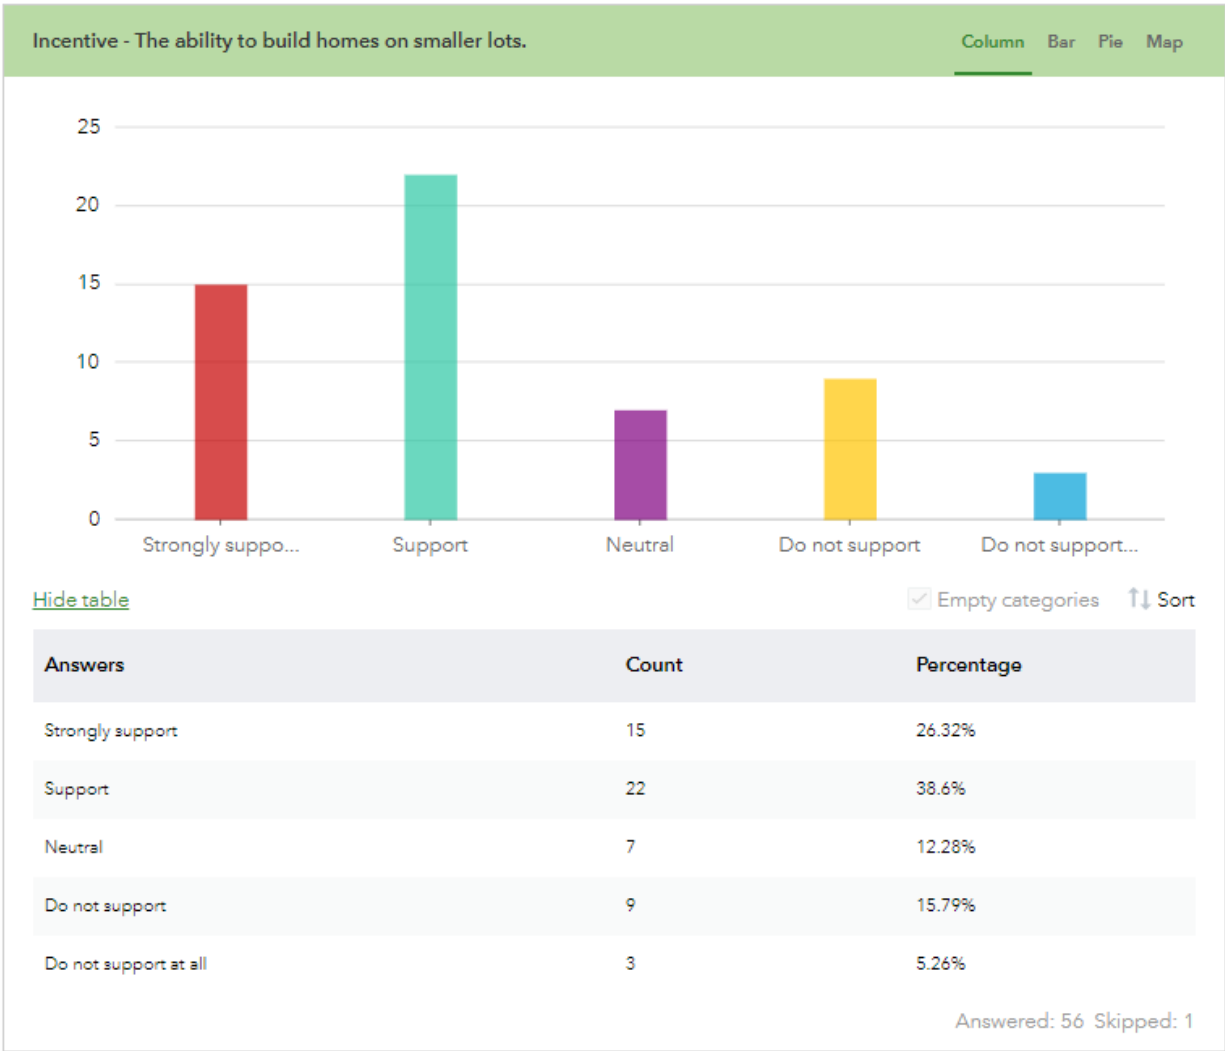 Incentive - The ability to build homes on smaller lots. Column Bar Pie Map
25
20
15
10
5
0
Strongly suppo... Support Neutral Do not support Do not support...
Hide table Empty categories Sort
Answers Count Percentage
Strongly support 15 26.32%
Support 22 38.6%
Neutral 7 12.28%
Do not support 9 15.79%
Do not support at all 3 5.26%
Answered: 56 Skipped: 1